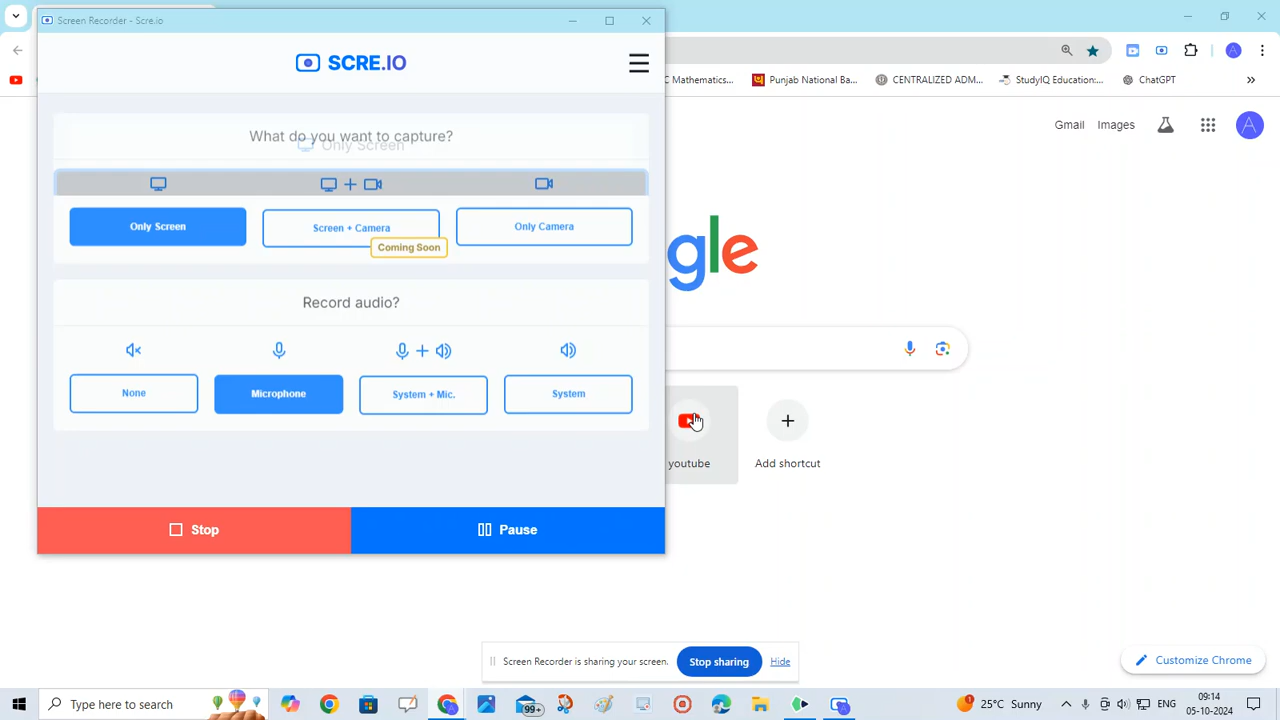 Screen Recorder - Scre.io
SCRE.IO
What do you want to capture?
Only Screen
Only Screen
Screen + Camera
Only Camera
Coming Soon
Record audio?
None
Microphone
System + Mic.
System
Stop
Pause
C Mathematics...
Punjab National Ba...
CENTRALIZED ADM...
StudyIQ Education:...
ChatGPT
»
A
Gmail
Images
A
gle
youtube
Add shortcut
Screen Recorder is sharing your screen.
Stop sharing
Hide
Customize Chrome
Type here to search
99+
25°C Sunny
ENG
09:14
05-10-2024